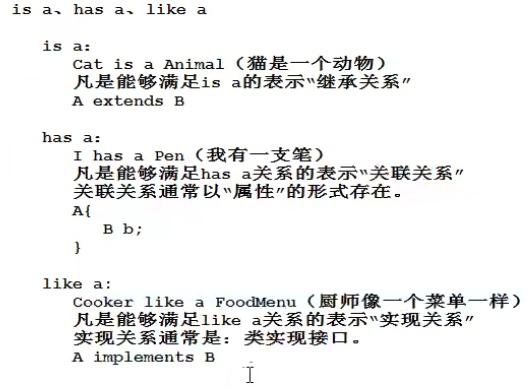 is a、has a、like a
is a:
Cat is a Animal（猫是一个动物）
凡是能够满足is a的表示“继承关系”
A extends B
has a:
I has a Pen（我有一支笔）
凡是能够满足has a关系的表示“关联关系”
关联关系通常以“属性”的形式存在。
A{
B b;
}
like a:
Cooker like a FoodMenu（厨师像一个菜单一样）
凡是能够满足like a关系的表示“实现关系”
实现关系通常是：类实现接口。
A implements B